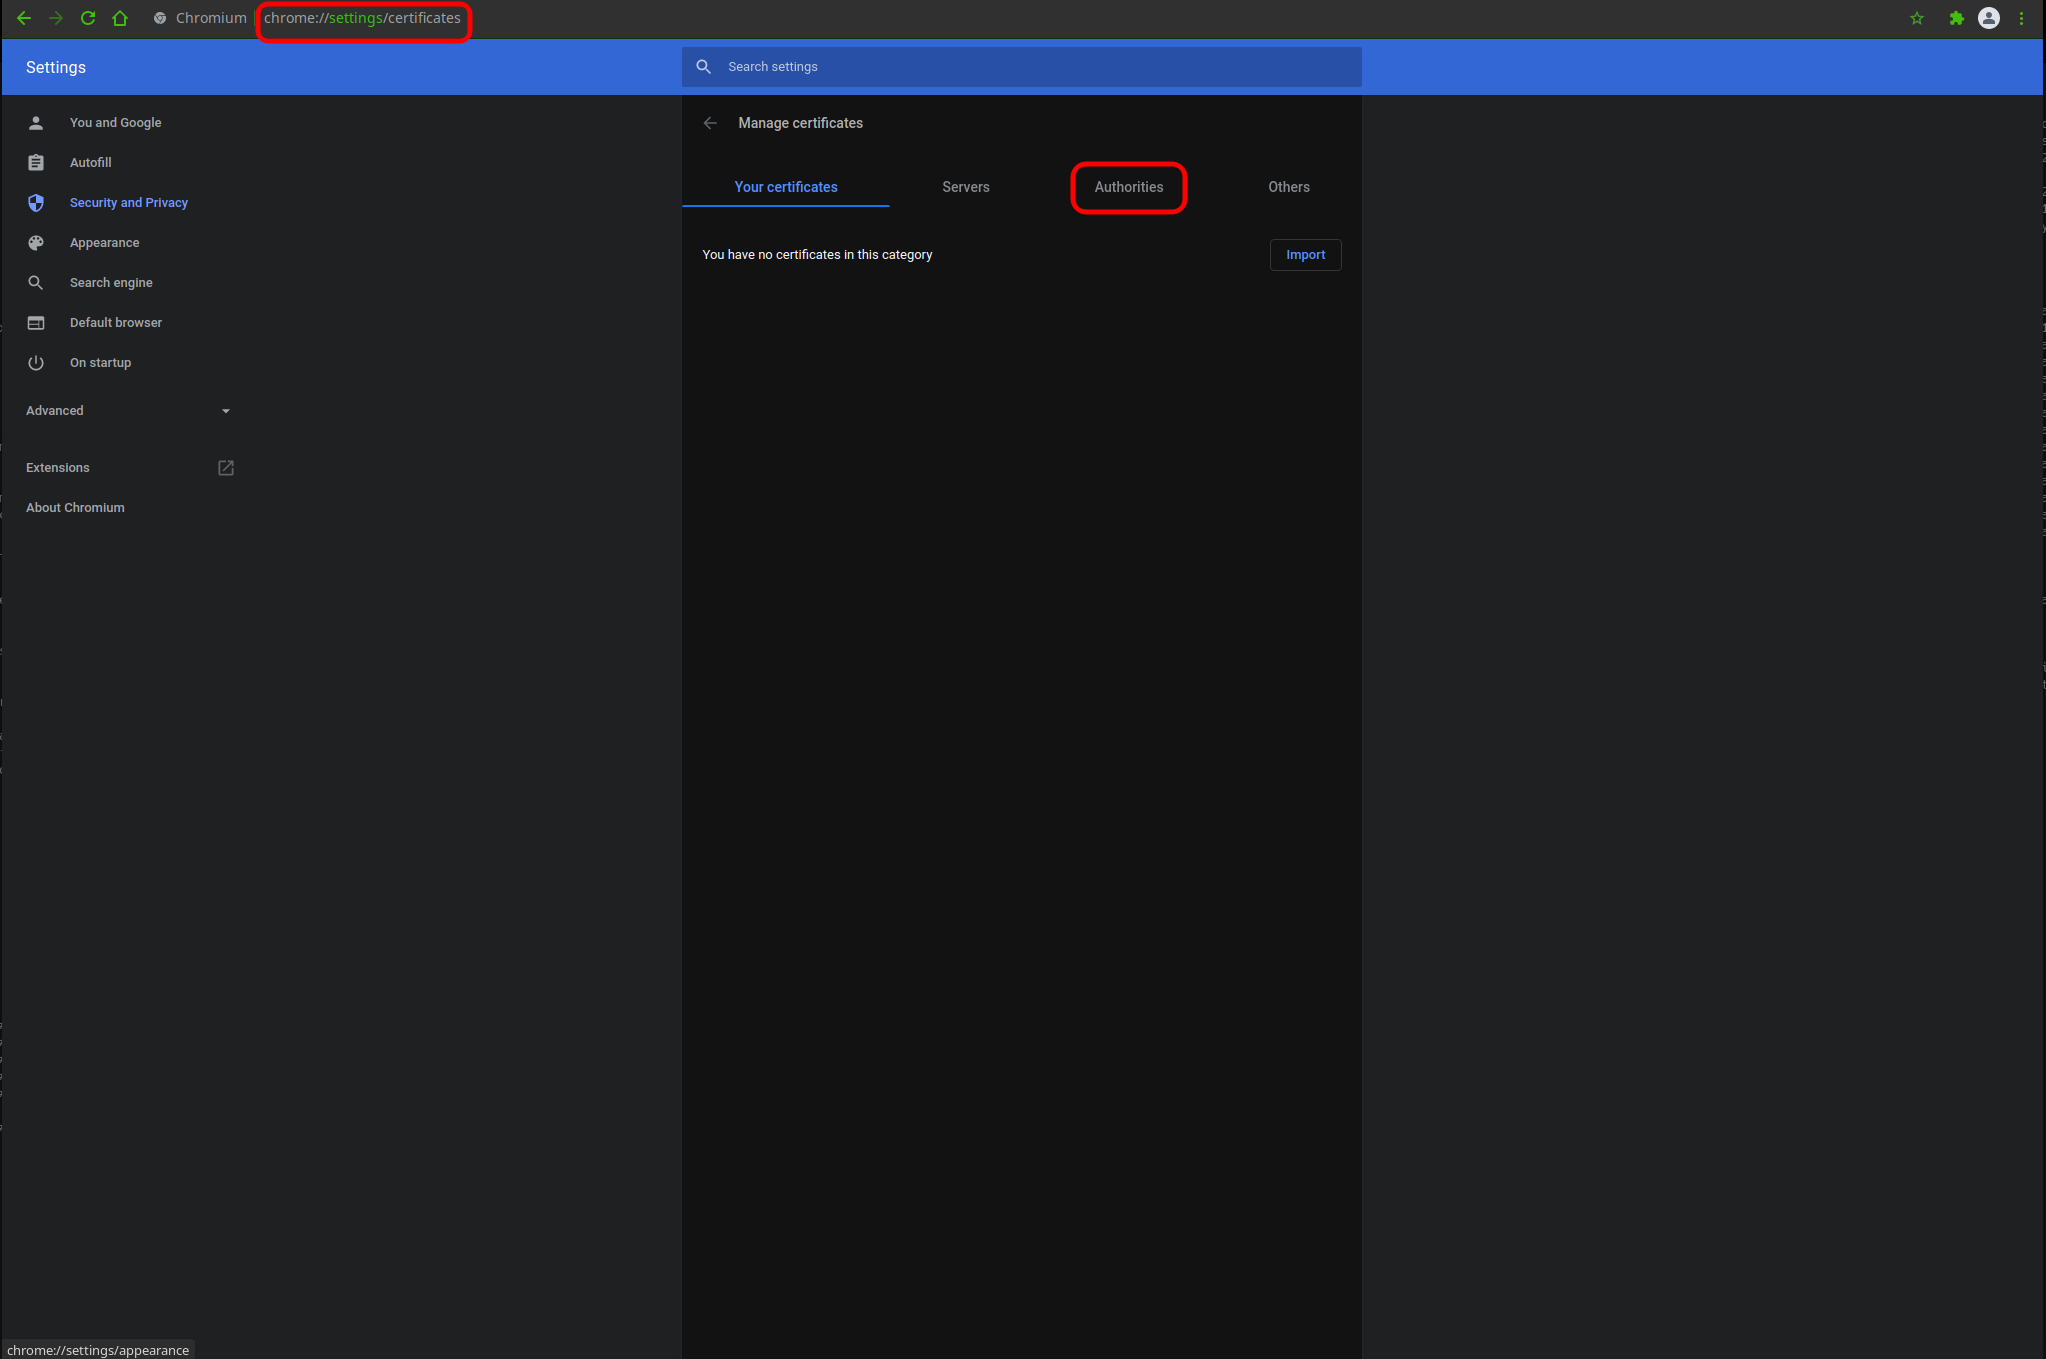 Chromium chrome://settings/certificates
Settings
Search settings
You and Google
Autofill
Security and Privacy
Appearance
Search engine
Default browser
On startup
Advanced
Extensions
About Chromium
Manage certificates
Your certificates Servers Authorities Others
You have no certificates in this category Import
chrome://settings/appearance